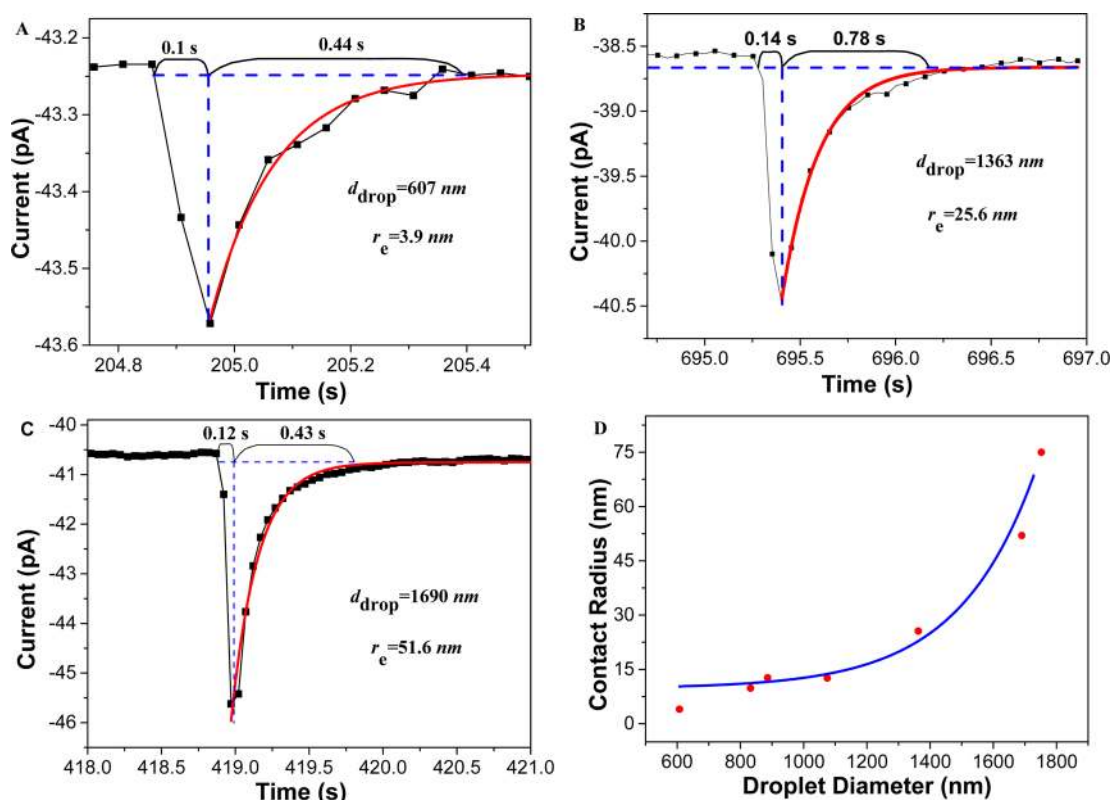 A
0.1 s
0.44 s
-43.2
-43.3
-43.4
-43.5
-43.6
Current (pA)
d drop=607 nm
r e=3.9 nm
204.8
205.0
205.2
205.4
Time (s)
B
0.14 s
0.78 s
-38.5
-39.0
-39.5
-40.0
-40.5
Current (pA)
d drop=1363 nm
r e=25.6 nm
695.0
695.5
696.0
696.5
697.0
Time (s)
C
0.12 s
0.43 s
-40
-41
-42
-43
-44
-45
-46
Current (pA)
d drop=1690 nm
r e=51.6 nm
418.0
418.5
419.0
419.5
420.0
420.5
421.0
Time (s)
D
75
60
45
30
15
0
Contact Radius (nm)
600
800
1000
1200
1400
1600
1800
Droplet Diameter (nm)